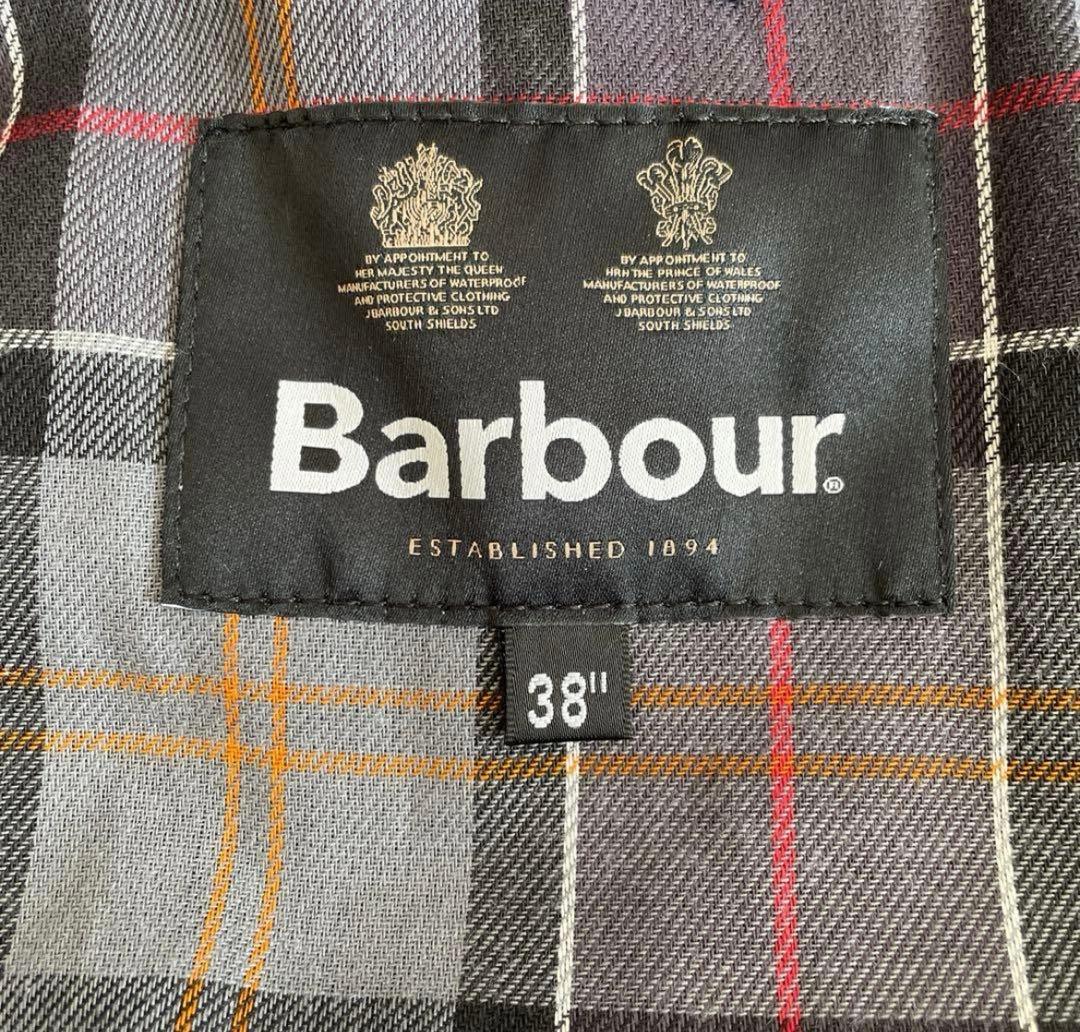 BY APPOINTMENT TO
HER MAJESTY THE QUEEN
MANUFACTURERS OF WATERPROOF
AND PROTECTIVE CLOTHING
J BARBOUR & SONS LTD
SOUTH SHIELDS
BY APPOINTMENT TO
HRH THE PRINCE OF WALES
MANUFACTURERS OF WATERPROOF
AND PROTECTIVE CLOTHING
J BARBOUR & SONS LTD
SOUTH SHIELDS
Barbour®
ESTABLISHED 1894
38"